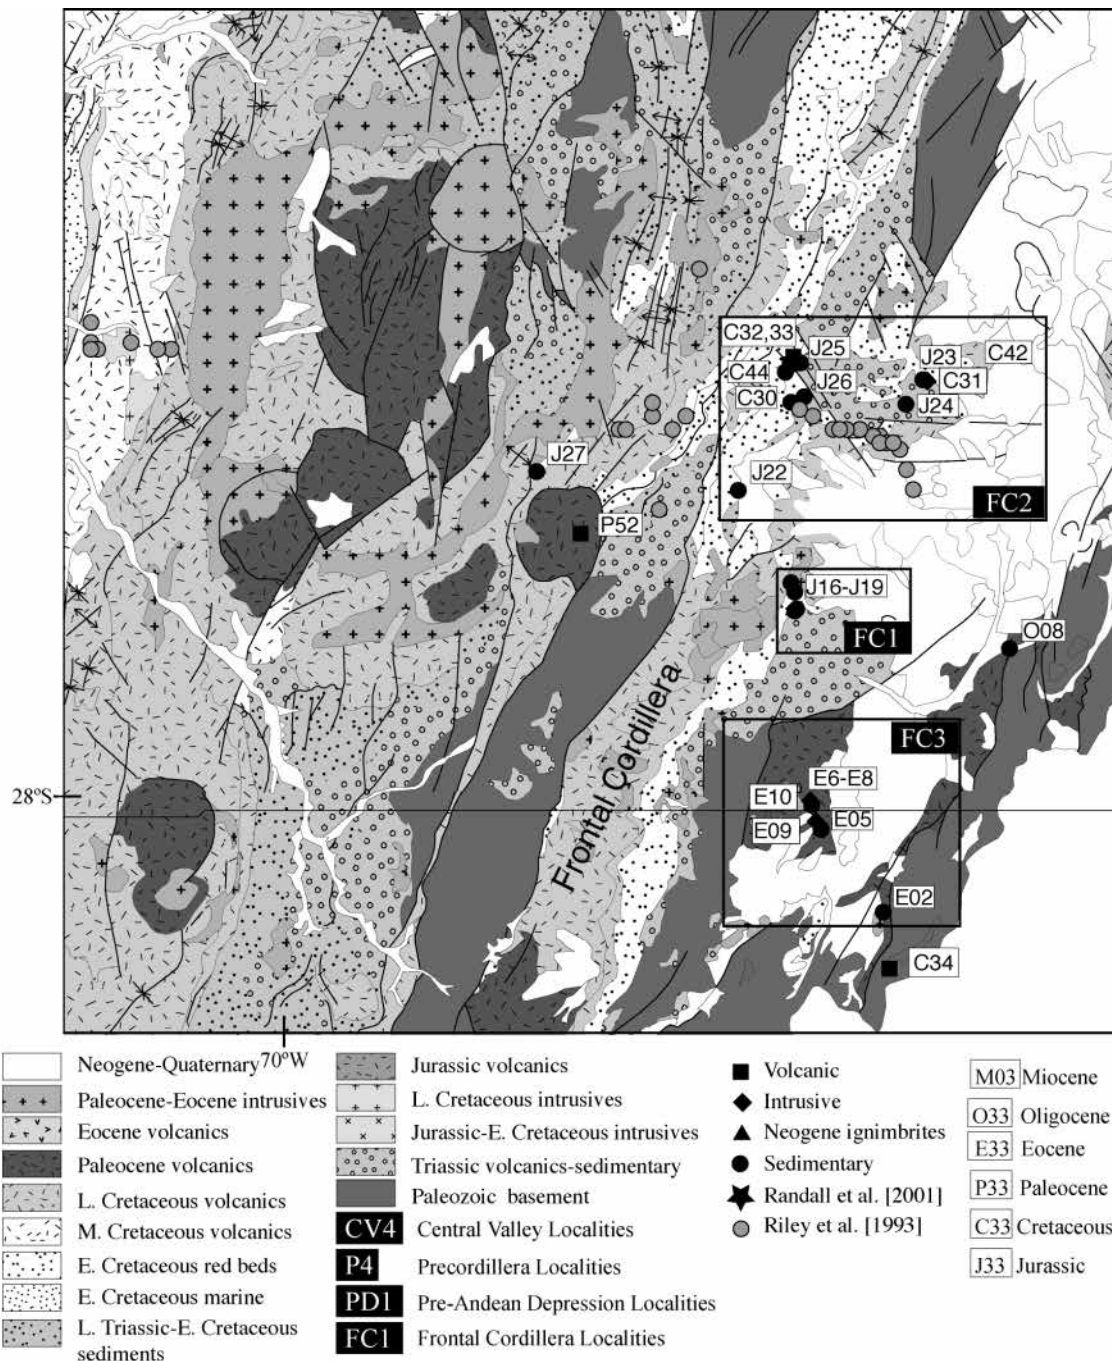 C32,33
J25
J23
C42
C44
C31
J26
C30
J24
J27
J22
FC2
P52
J16-J19
FC1
O08
Frontal Cordillera
FC3
E6-E8
28°S
E10
E05
E09
E02
C34
70°W
Neogene-Quaternary
Paleocene-Eocene intrusives
Eocene volcanics
Paleocene volcanics
L. Cretaceous volcanics
M. Cretaceous volcanics
E. Cretaceous red beds
E. Cretaceous marine
L. Triassic-E. Cretaceous
sediments
Jurassic volcanics
L. Cretaceous intrusives
Jurassic-E. Cretaceous intrusives
Triassic volcanics-sedimentary
Paleozoic basement
CV4 Central Valley Localities
P4 Precordillera Localities
PD1 Pre-Andean Depression Localities
FC1 Frontal Cordillera Localities
Volcanic
Intrusive
Neogene ignimbrites
Sedimentary
Randall et al. [2001]
Riley et al. [1993]
M03 Miocene
O33 Oligocene
E33 Eocene
P33 Paleocene
C33 Cretaceous
J33 Jurassic